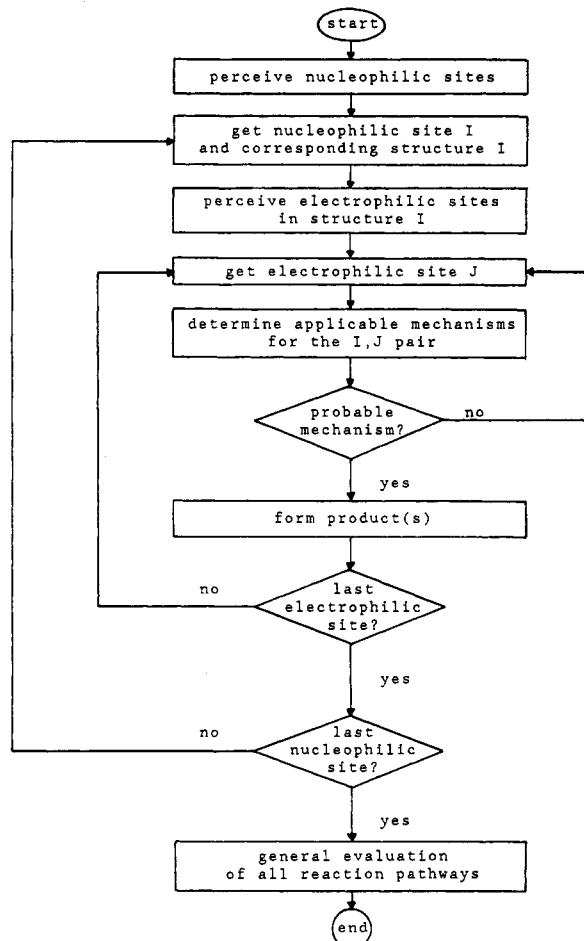 start
perceive nucleophilic sites
get nucleophilic site I
and corresponding structure I
perceive electrophilic sites
in structure I
get electrophilic site J
determine applicable mechanisms
for the I,J pair
probable
mechanism?
no
yes
form product(s)
last
electrophilic
site?
no
yes
last
nucleophilic
site?
no
yes
general evaluation
of all reaction pathways
end